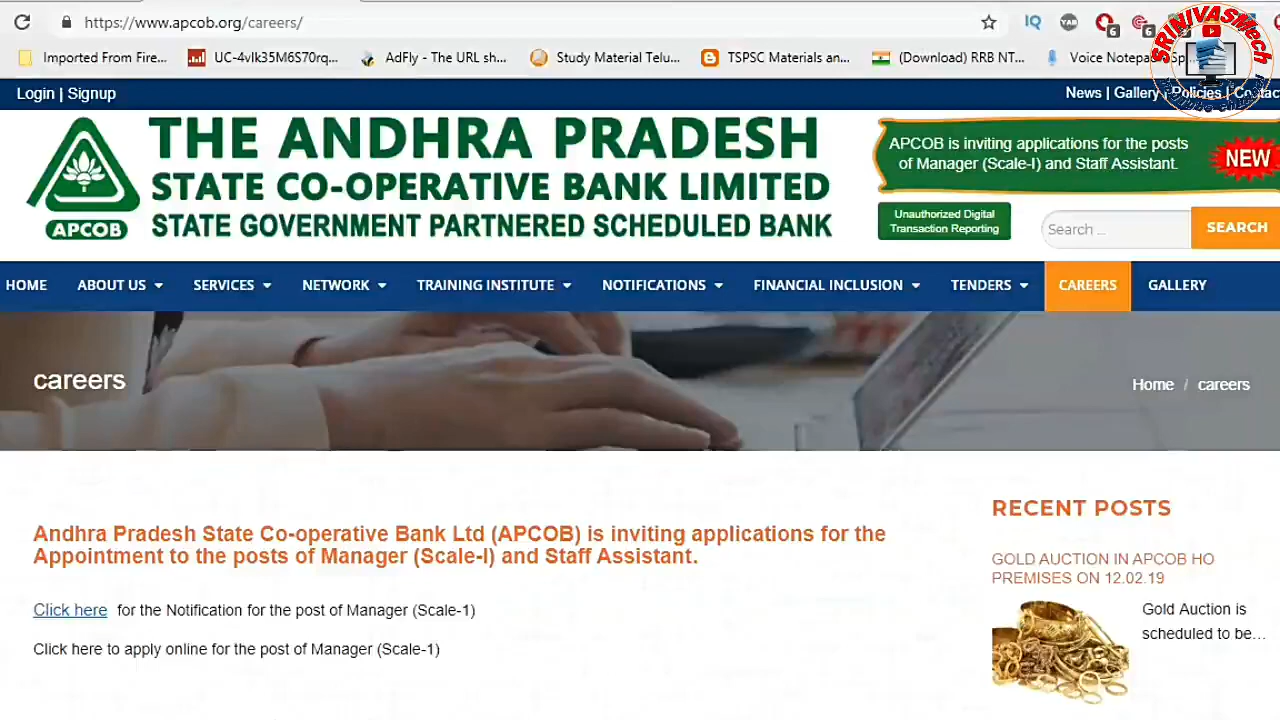 https://www.apcob.org/careers/
IQ
YAB
6
6
Imported From Fire...
UC-4vlk35M6S70rq...
AdFly - The URL sh...
Study Material Telu...
TSPSC Materials an...
(Download) RRB NT...
Voice Notepad
SRINIVASMech
Login | Signup
News | Gallery | Policies | Contac
THE ANDHRA PRADESH
STATE CO-OPERATIVE BANK LIMITED
STATE GOVERNMENT PARTNERED SCHEDULED BANK
APCOB
APCOB is inviting applications for the posts
of Manager (Scale-I) and Staff Assistant.
NEW
Unauthorized Digital
Transaction Reporting
Search ...
SEARCH
HOME
ABOUT US
SERVICES
NETWORK
TRAINING INSTITUTE
NOTIFICATIONS
FINANCIAL INCLUSION
TENDERS
CAREERS
GALLERY
careers
Home / careers
Andhra Pradesh State Co-operative Bank Ltd (APCOB) is inviting applications for the
Appointment to the posts of Manager (Scale-I) and Staff Assistant.
Click here for the Notification for the post of Manager (Scale-1)
Click here to apply online for the post of Manager (Scale-1)
RECENT POSTS
GOLD AUCTION IN APCOB HO
PREMISES ON 12.02.19
Gold Auction is
scheduled to be...